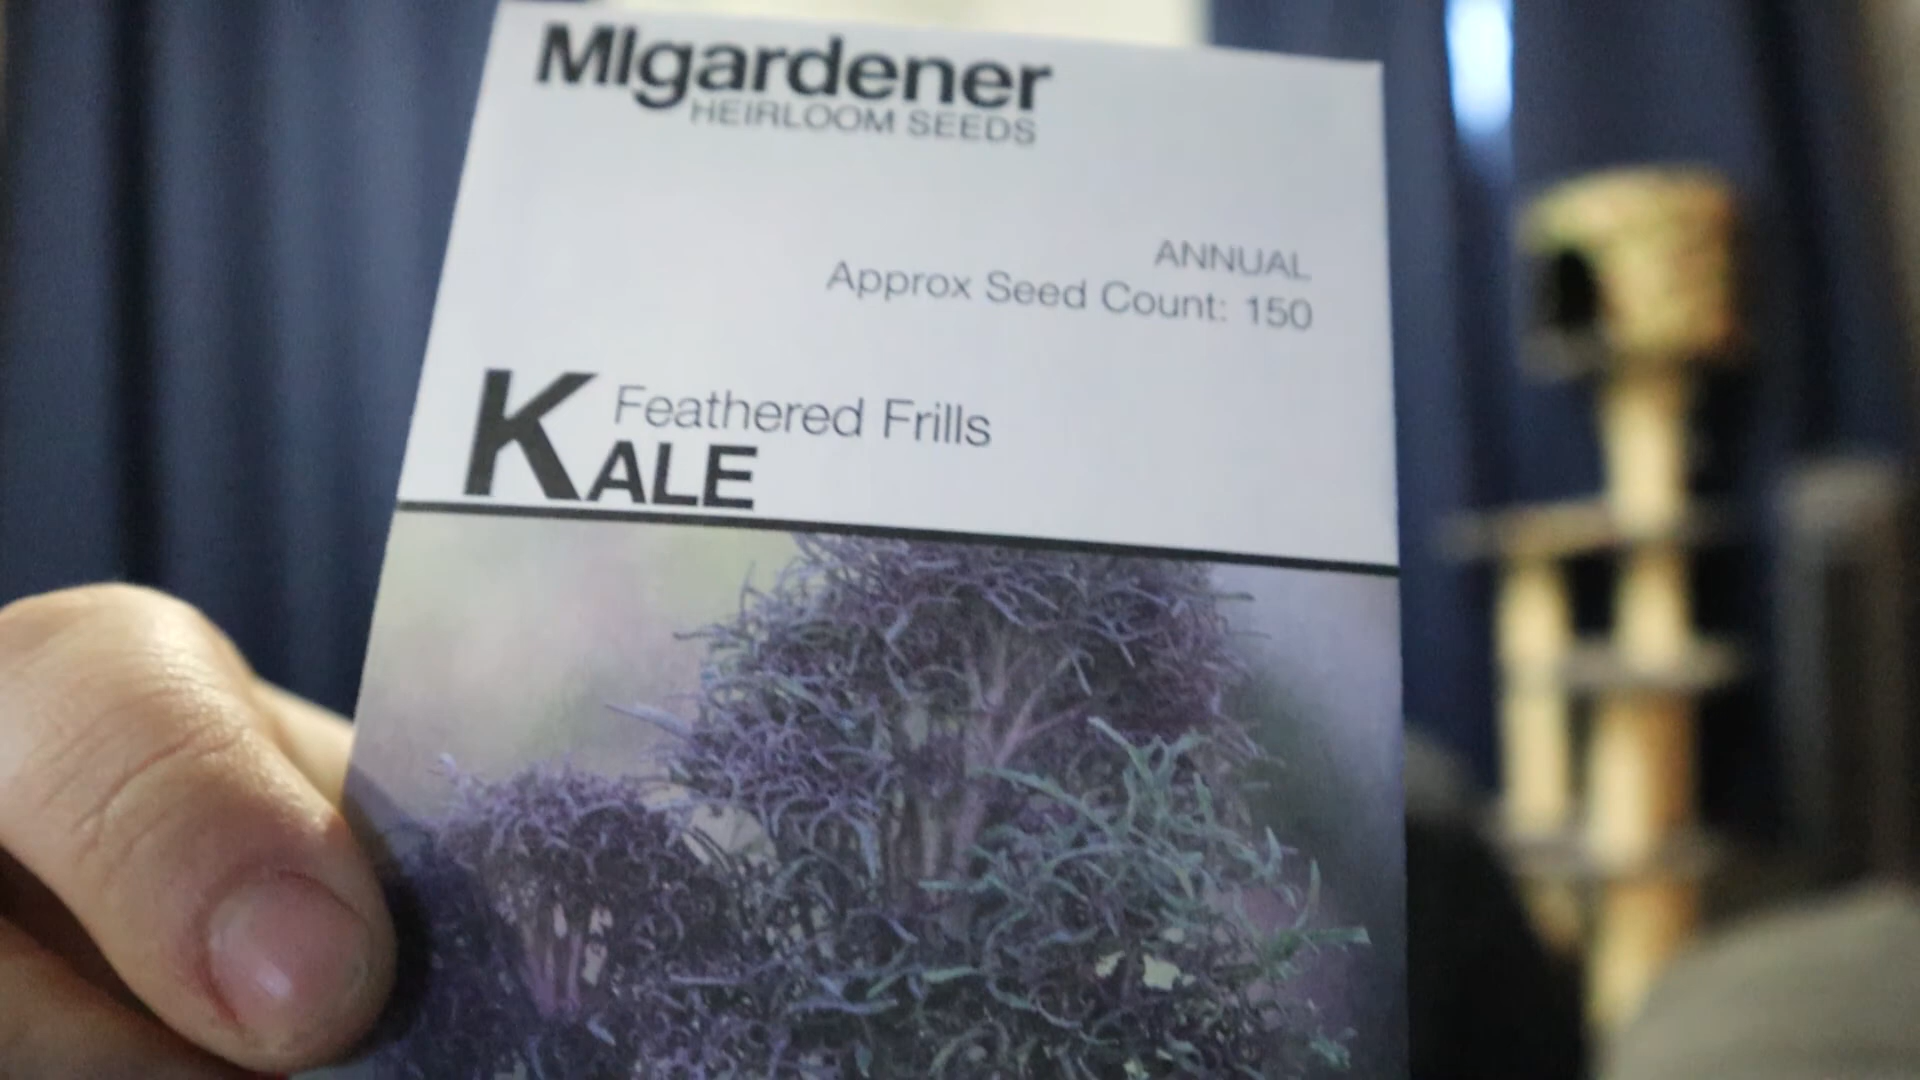 MIgardener
HEIRLOOM SEEDS
ANNUAL
Approx Seed Count: 150
Feathered Frills
KALE